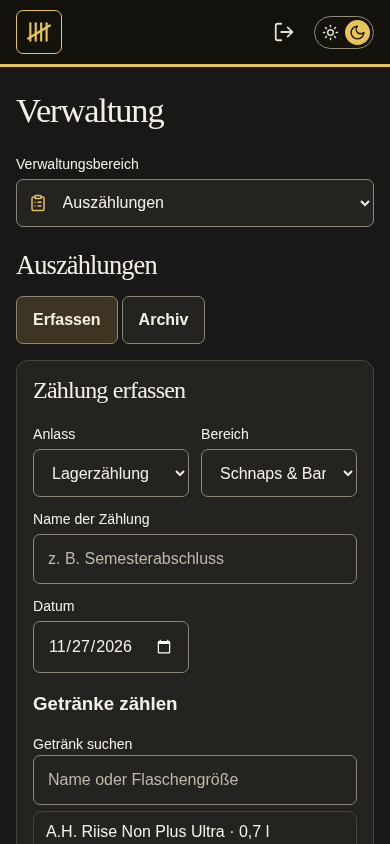 Verwaltung
Verwaltungsbereich
Auszählungen
Auszählungen
Erfassen Archiv
Zählung erfassen
Anlass Bereich
Lagerzählung Schnaps & Bar
Name der Zählung
z. B. Semesterabschluss
Datum
11/27/2026
Getränke zählen
Getränk suchen
Name oder Flaschengröße
A.H. Riise Non Plus Ultra · 0,7 l